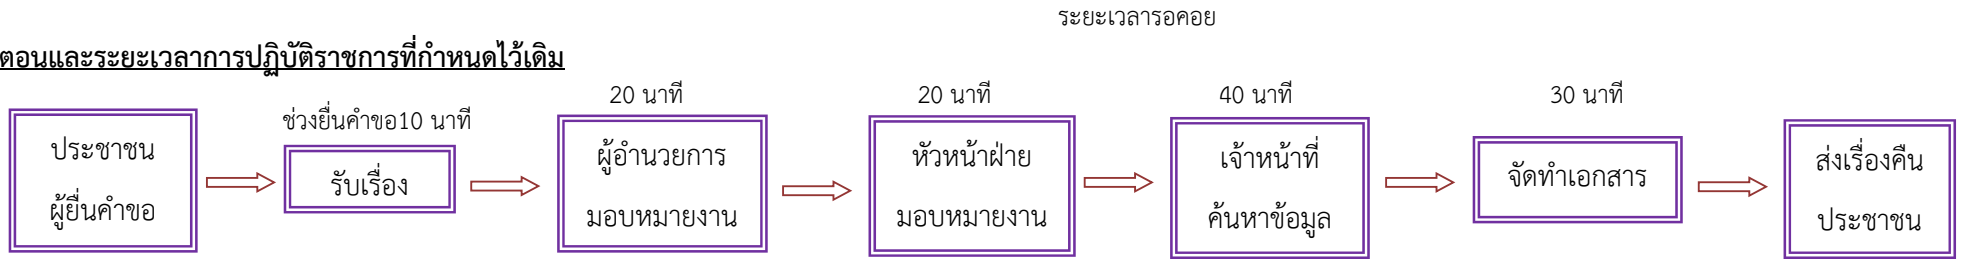 ระยะเวลารอคอย
ตอนและระยะเวลาการปฏิบัติราชการที่กำหนดไว้เดิม
ประชาชน
ผู้ยื่นคำขอ
ช่วงยื่นคำขอ10 นาที
รับเรื่อง
20 นาที
ผู้อำนวยการ
มอบหมายงาน
20 นาที
หัวหน้าฝ่าย
มอบหมายงาน
40 นาที
เจ้าหน้าที่
ค้นหาข้อมูล
30 นาที
จัดทำเอกสาร
ส่งเรื่องคืน
ประชาชน